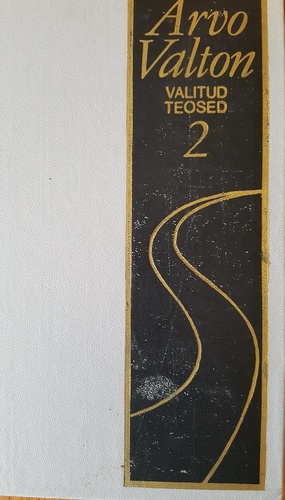 Arvo
Valton
VALITUD
TEOSED
2